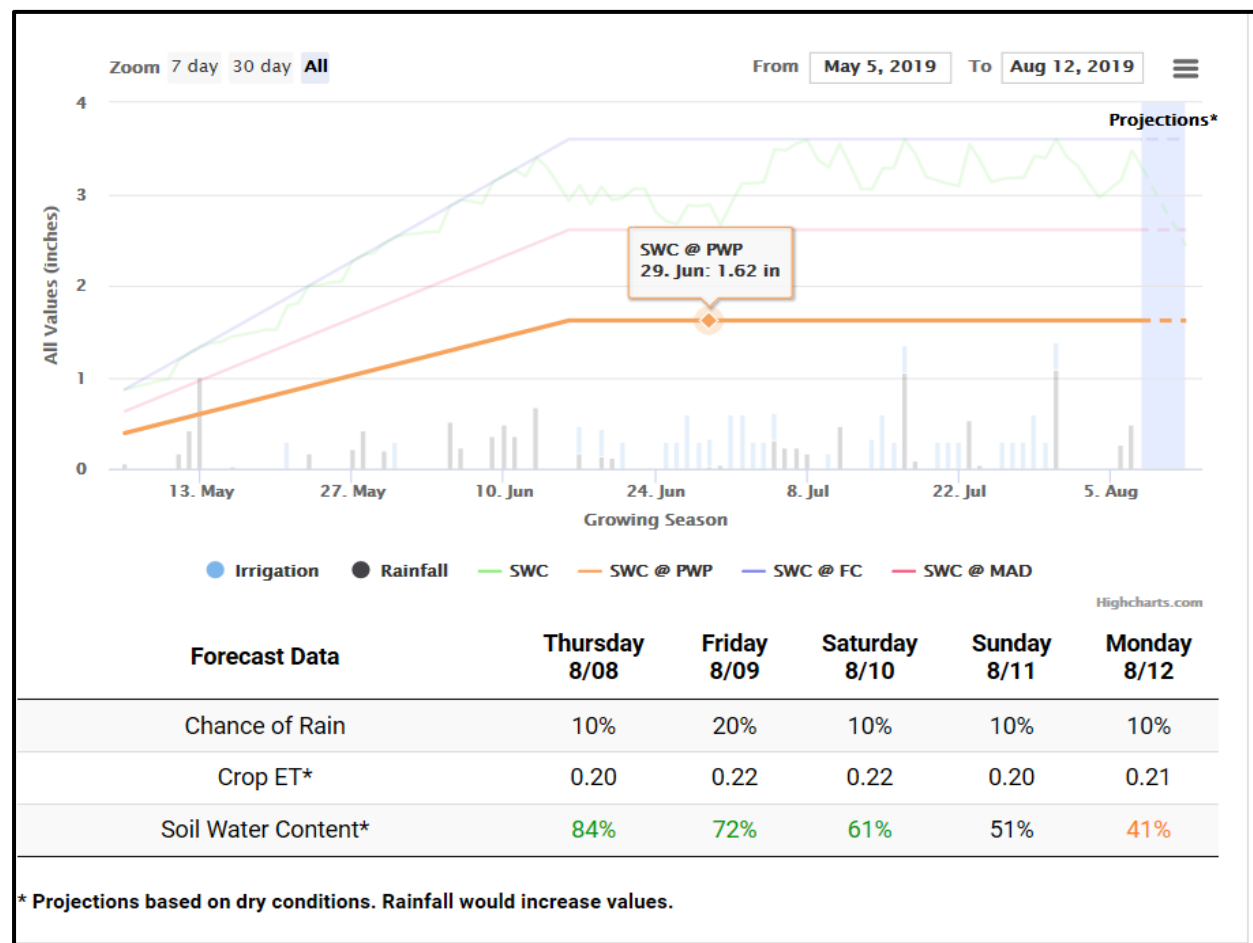 Zoom 7 day 30 day All From May 5, 2019 To Aug 12, 2019
Projections*
4
3
2
1
0
All Values (inches)
SWC @ PWP
29. Jun: 1.62 in
13. May 27. May 10. Jun 24. Jun 8. Jul 22. Jul 5. Aug
Growing Season
Irrigation Rainfall SWC SWC @ PWP SWC @ FC SWC @ MAD
Highcharts.com
Forecast Data Thursday 8/08 Friday 8/09 Saturday 8/10 Sunday 8/11 Monday 8/12
Chance of Rain 10% 20% 10% 10% 10%
Crop ET* 0.20 0.22 0.22 0.20 0.21
Soil Water Content* 84% 72% 61% 51% 41%
* Projections based on dry conditions. Rainfall would increase values.